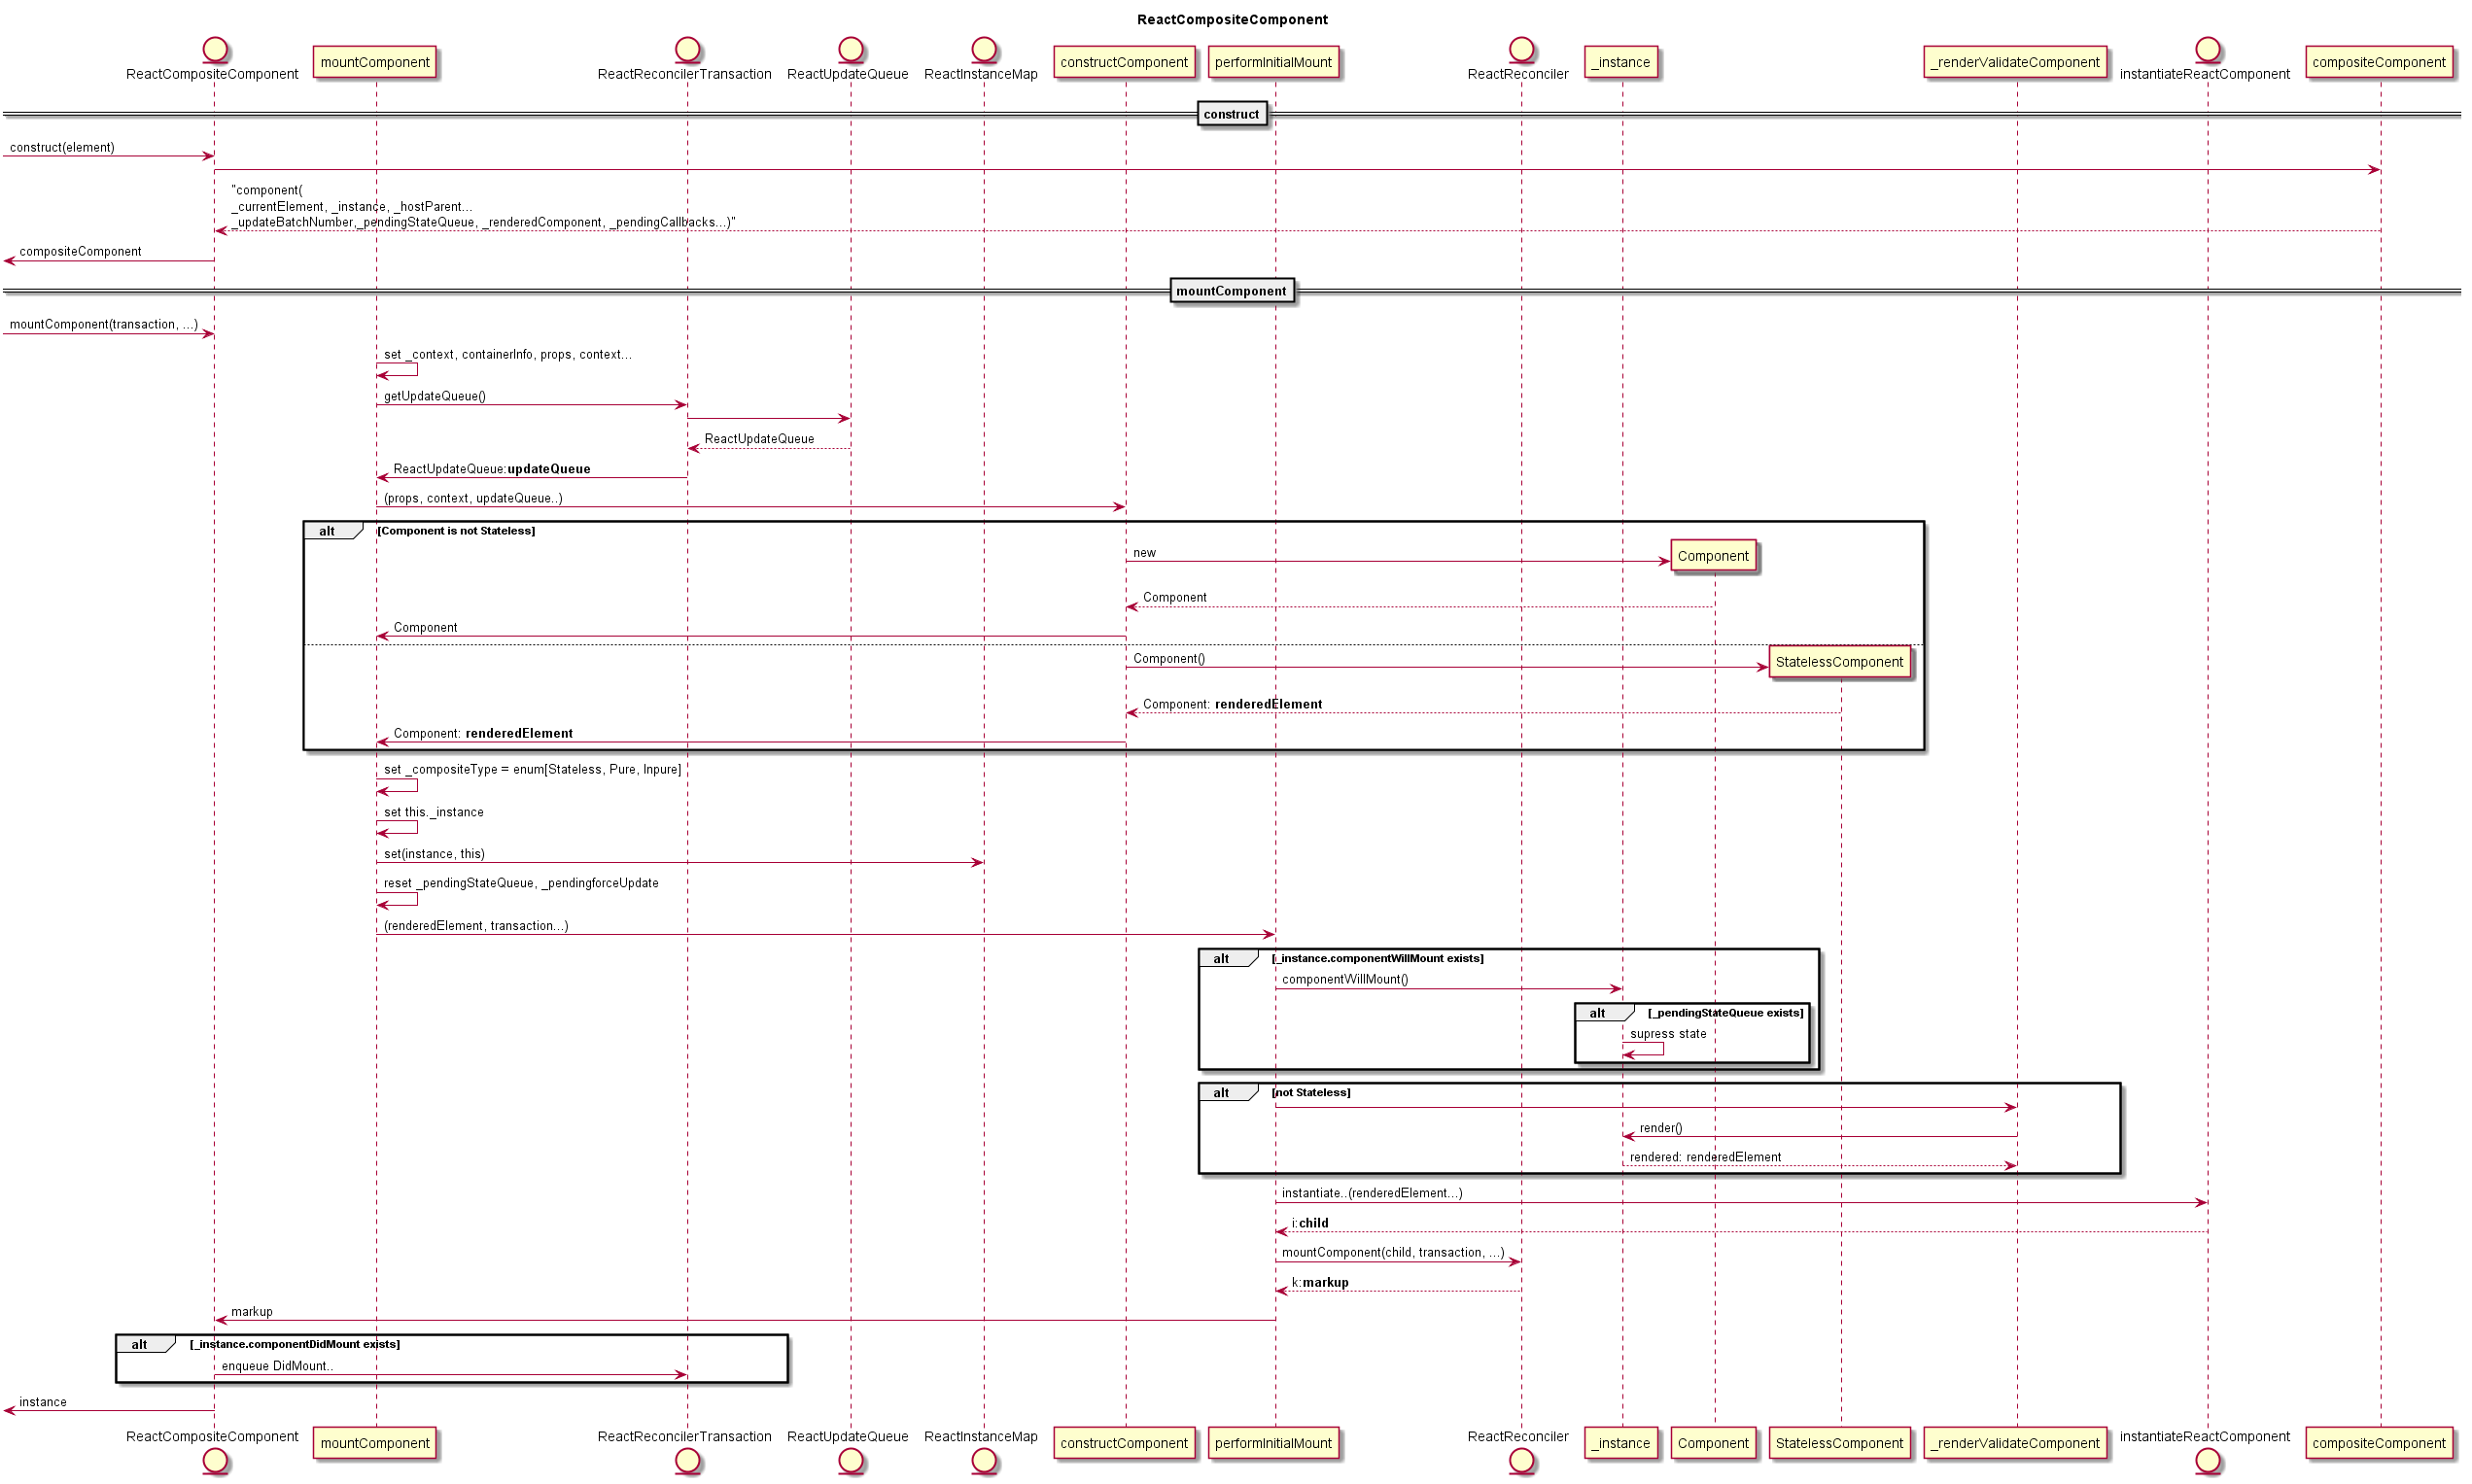 ReactCompositeComponent
ReactCompositeComponent
mountComponent
ReactReconcilerTransaction
ReactUpdateQueue
ReactInstanceMap
constructComponent
performInitialMount
ReactReconciler
_instance
_renderValidateComponent
instantiateReactComponent
compositeComponent
construct
construct(element)
"component(
_currentElement, _instance, _hostParent...
_updateBatchNumber,_pendingStateQueue, _renderedComponent, _pendingCallbacks...)"
compositeComponent
mountComponent
mountComponent(transaction, ...)
set _context, containerInfo, props, context...
getUpdateQueue()
ReactUpdateQueue
ReactUpdateQueue:updateQueue
(props, context, updateQueue..)
alt [Component is not Stateless]
new
Component
Component
Component
Component()
StatelessComponent
Component: renderedElement
Component: renderedElement
set _compositeType = enum[Stateless, Pure, Inpure]
set this._instance
set(instance, this)
reset _pendingStateQueue, _pendingforceUpdate
(renderedElement, transaction...)
alt [_instance.componentWillMount exists]
componentWillMount()
alt [_pendingStateQueue exists]
supress state
alt [not Stateless]
render()
rendered: renderedElement
instantiate..(renderedElement...)
i:child
mountComponent(child, transaction, ...)
k:markup
markup
alt [_instance.componentDidMount exists]
enqueue DidMount..
instance
ReactCompositeComponent
mountComponent
ReactReconcilerTransaction
ReactUpdateQueue
ReactInstanceMap
constructComponent
performInitialMount
ReactReconciler
_instance
Component
StatelessComponent
_renderValidateComponent
instantiateReactComponent
compositeComponent